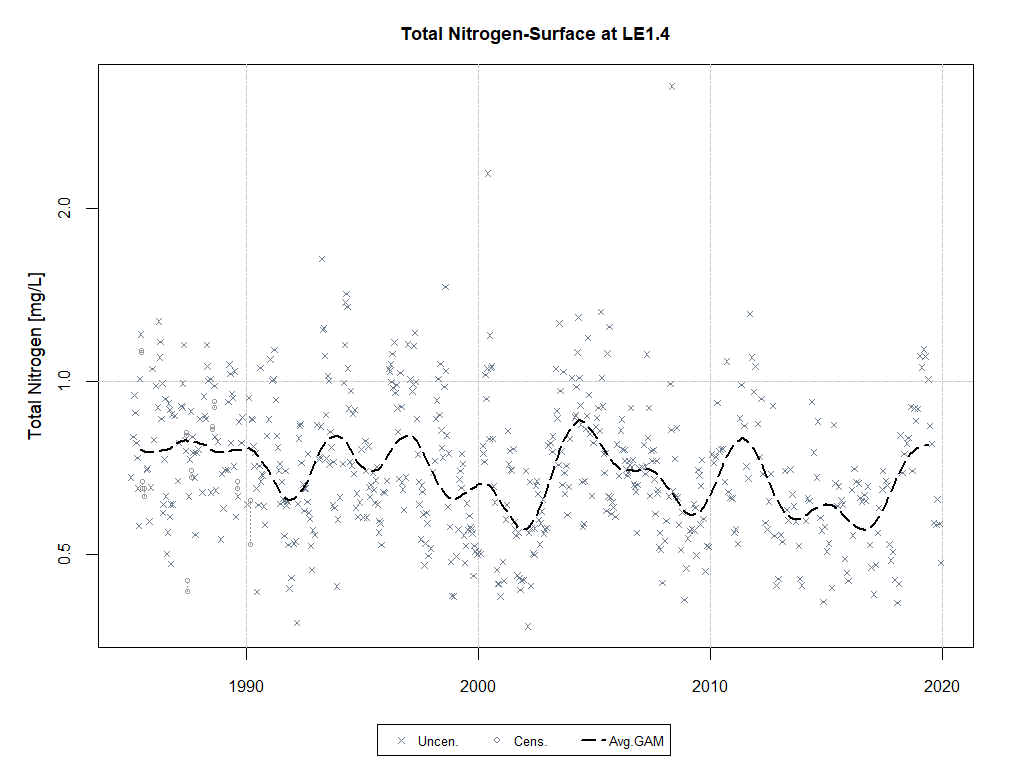 Total Nitrogen-Surface at LE1.4
Total Nitrogen [mg/L]
2.0
1.0
0.5
1990 2000 2010 2020
Uncen. Cens. Avg.GAM